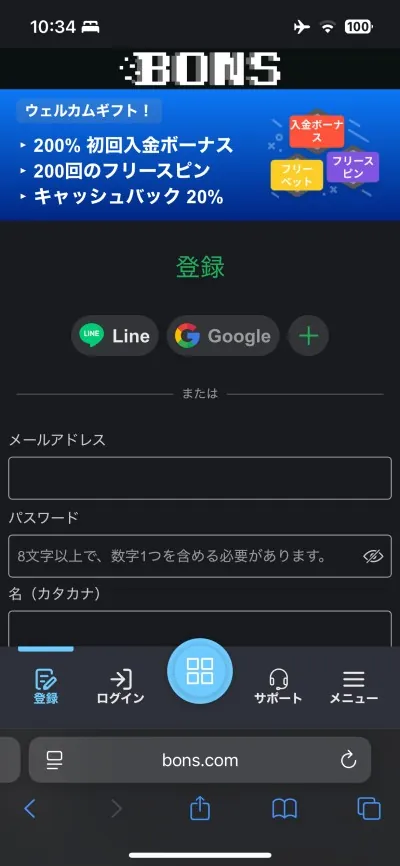 10:34
100
BONS
ウェルカムギフト！
▸ 200% 初回入金ボーナス
▸ 200回のフリースピン
▸ キャッシュバック 20%
入金ボーナ
ス
フリー
ベット
フリース
ピン
登録
LINE Line
Google
または
メールアドレス
パスワード
8文字以上で、数字1つを含める必要があります。
名（カタカナ）
登録
ログイン
サポート
メニュー
bons.com